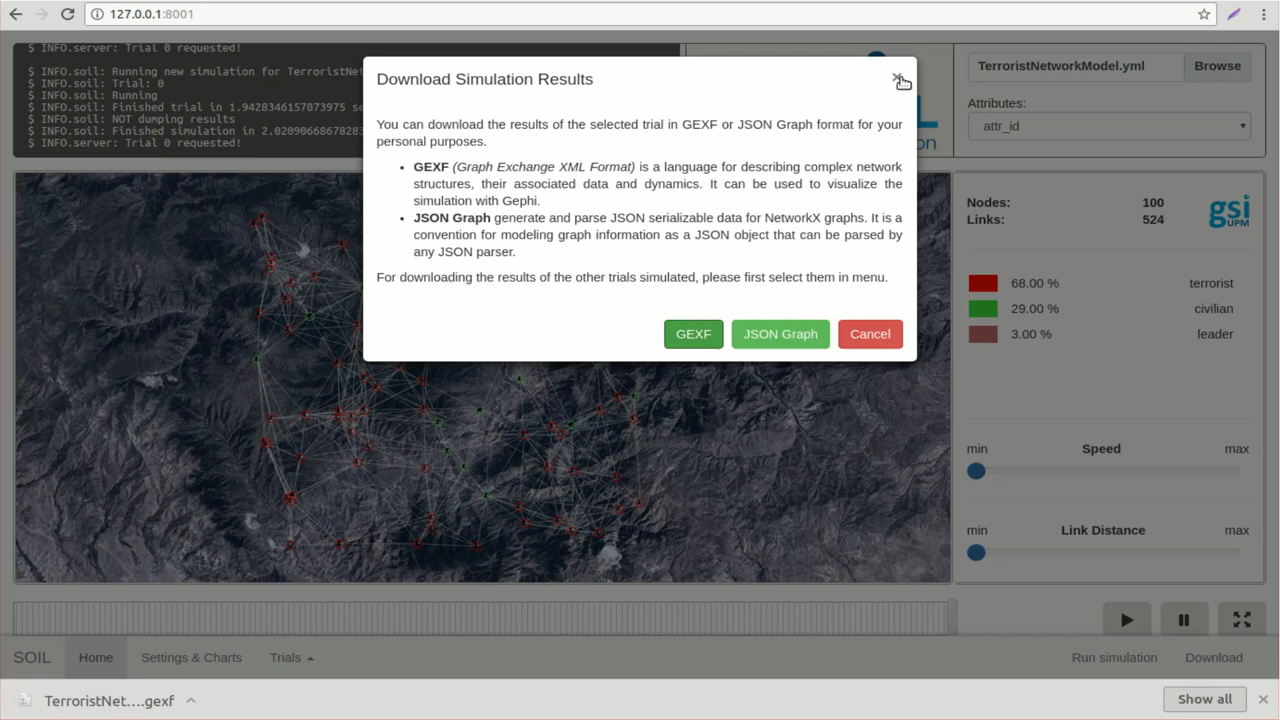 127.0.0.1:8001
$ INFO.server: Trial 0 requested!
$ INFO.soil: Running new simulation for TerroristNet
$ INFO.soil: Trial: 0
$ INFO.soil: Running
$ INFO.soil: Finished trial in 1.9428346157073975 se
$ INFO.soil: NOT dumping results
$ INFO.soil: Finished simulation in 2.0209066867828
$ INFO.server: Trial 0 requested!
on
TerroristNetworkModel.yml
Browse
Attributes:
attr_id
Download Simulation Results
×
You can download the results of the selected trial in GEXF or JSON Graph format for your
personal purposes.
• GEXF (Graph Exchange XML Format) is a language for describing complex network
structures, their associated data and dynamics. It can be used to visualize the
simulation with Gephi.
• JSON Graph generate and parse JSON serializable data for NetworkX graphs. It is a
convention for modeling graph information as a JSON object that can be parsed by
any JSON parser.
For downloading the results of the other trials simulated, please first select them in menu.
GEXF JSON Graph Cancel
Nodes: 100
Links: 524
gsi
UPM
68.00 % terrorist
29.00 % civilian
3.00 % leader
min Speed max
min Link Distance max
SOIL Home Settings & Charts Trials Run simulation Download
TerroristNet....gexf
Show all